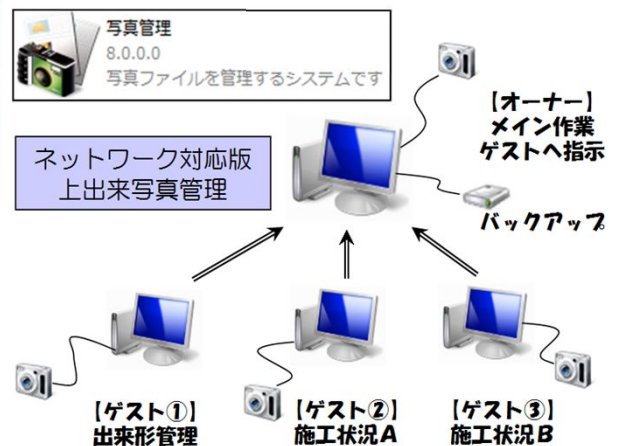 写真管理
8.0.0.0
写真ファイルを管理するシステムです
【オーナー】
メイン作業
ゲストへ指示
ネットワーク対応版
上出来写真管理
バックアップ
【ゲスト①】
出来形管理
【ゲスト②】
施工状況A
【ゲスト③】
施工状況B